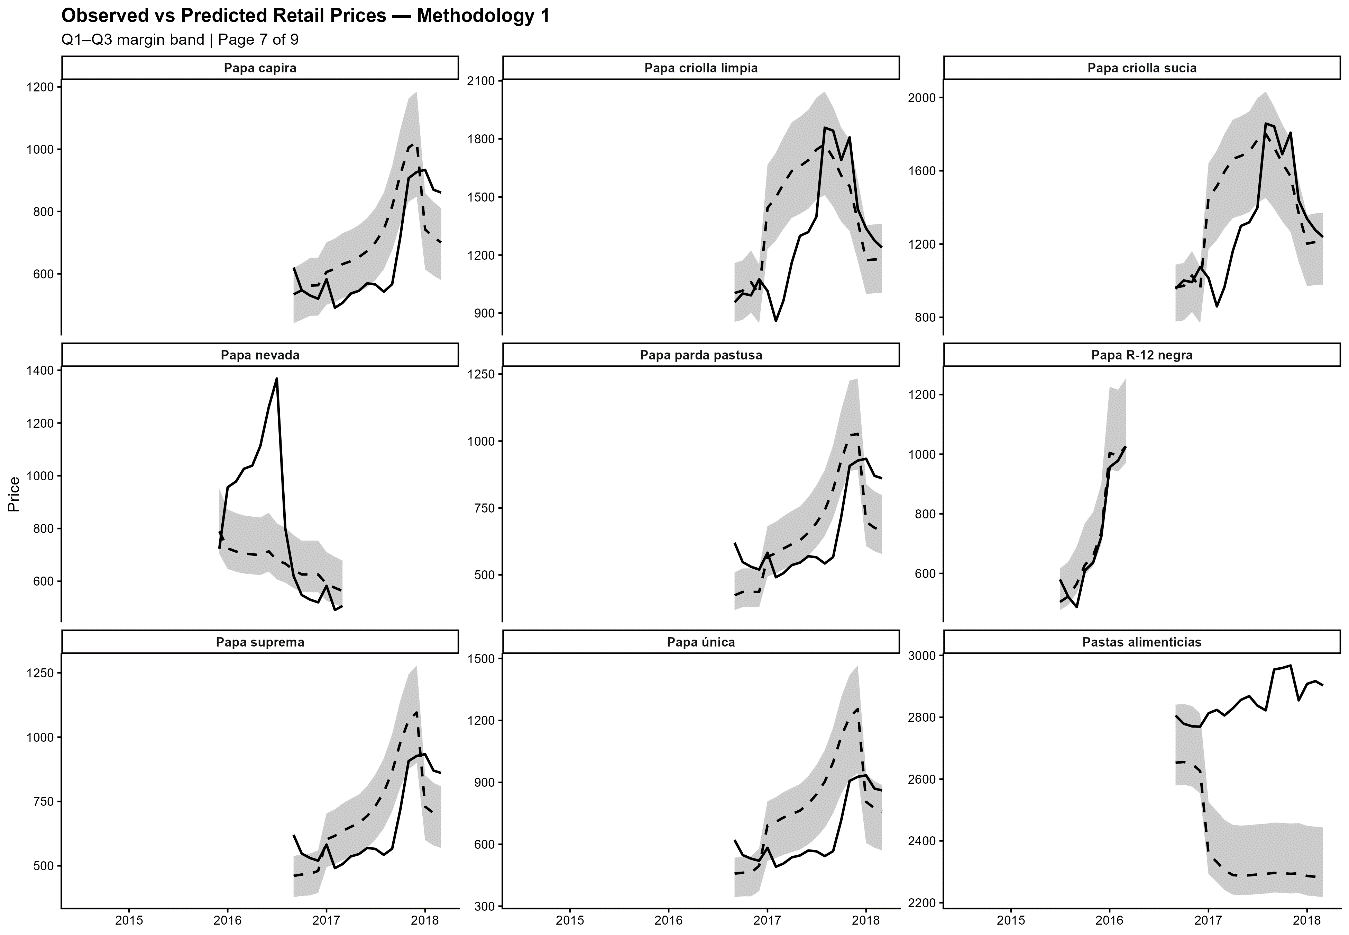 Observed vs Predicted Retail Prices — Methodology 1
Q1–Q3 margin band | Page 7 of 9
Papa capira
Papa criolla limpia
Papa criolla sucia
1200
1000
800
600
2100
1800
1500
1200
900
2000
1600
1200
800
Papa nevada
Papa parda pastusa
Papa R-12 negra
1400
1200
1000
800
600
1250
1000
750
500
1200
1000
800
600
Price
Papa suprema
Papa única
Pastas alimenticias
1250
1000
750
500
1500
1200
900
600
300
3000
2800
2600
2400
2200
2015 2016 2017 2018
2015 2016 2017 2018
2015 2016 2017 2018